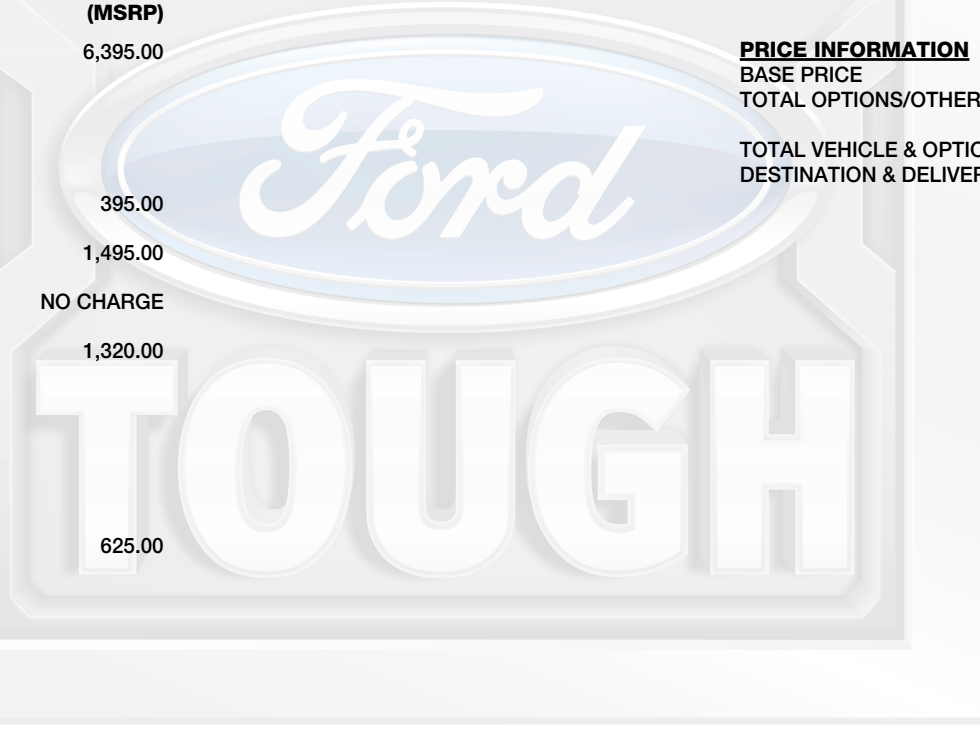 (MSRP)
6,395.00
395.00
1,495.00
NO CHARGE
1,320.00
625.00
PRICE INFORMATION
BASE PRICE
TOTAL OPTIONS/OTHER
TOTAL VEHICLE & OPTIO
DESTINATION & DELIVER
Ford
TOUGH